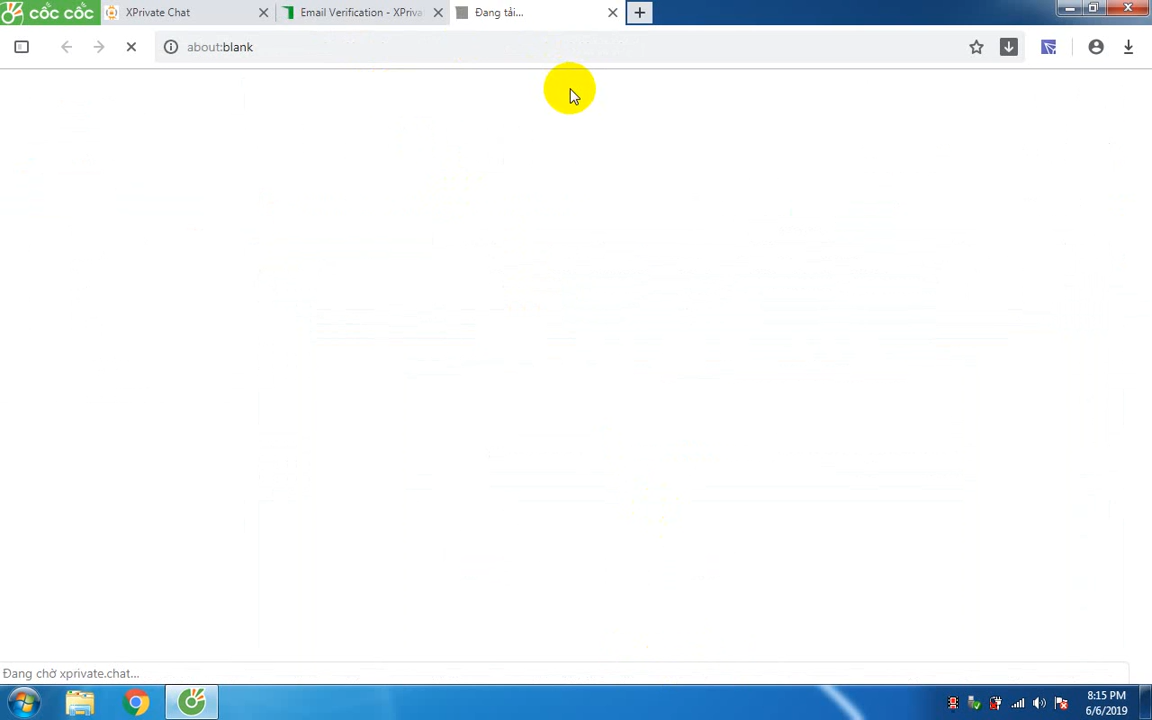 cốc cốc
XPrivate Chat
Email Verification - XPriva
Đang tải...
about:blank
Đang chờ xprivate.chat...
8:15 PM
6/6/2019